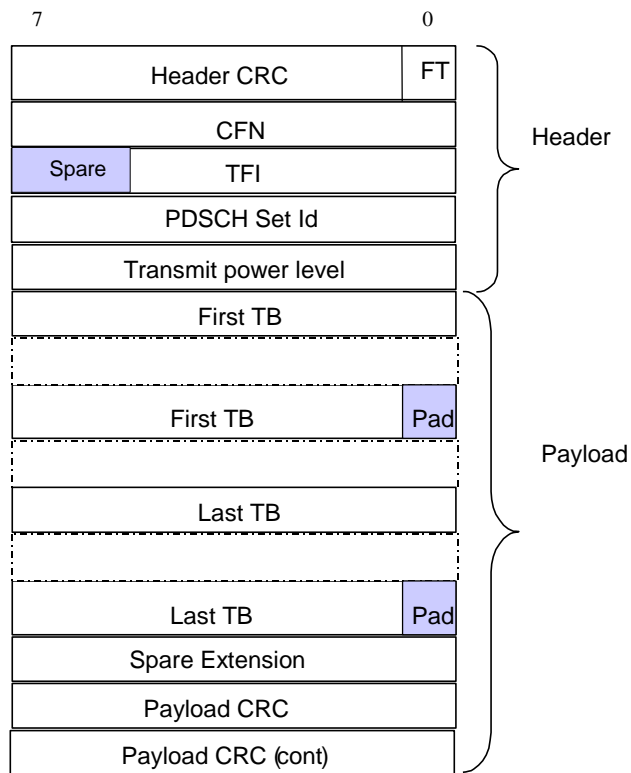 7 0
Header CRC FT
CFN
Header
Spare TFI
PDSCH Set Id
Transmit power level
First TB
First TB Pad
Payload
Last TB
Last TB Pad
Spare Extension
Payload CRC
Payload CRC (cont)